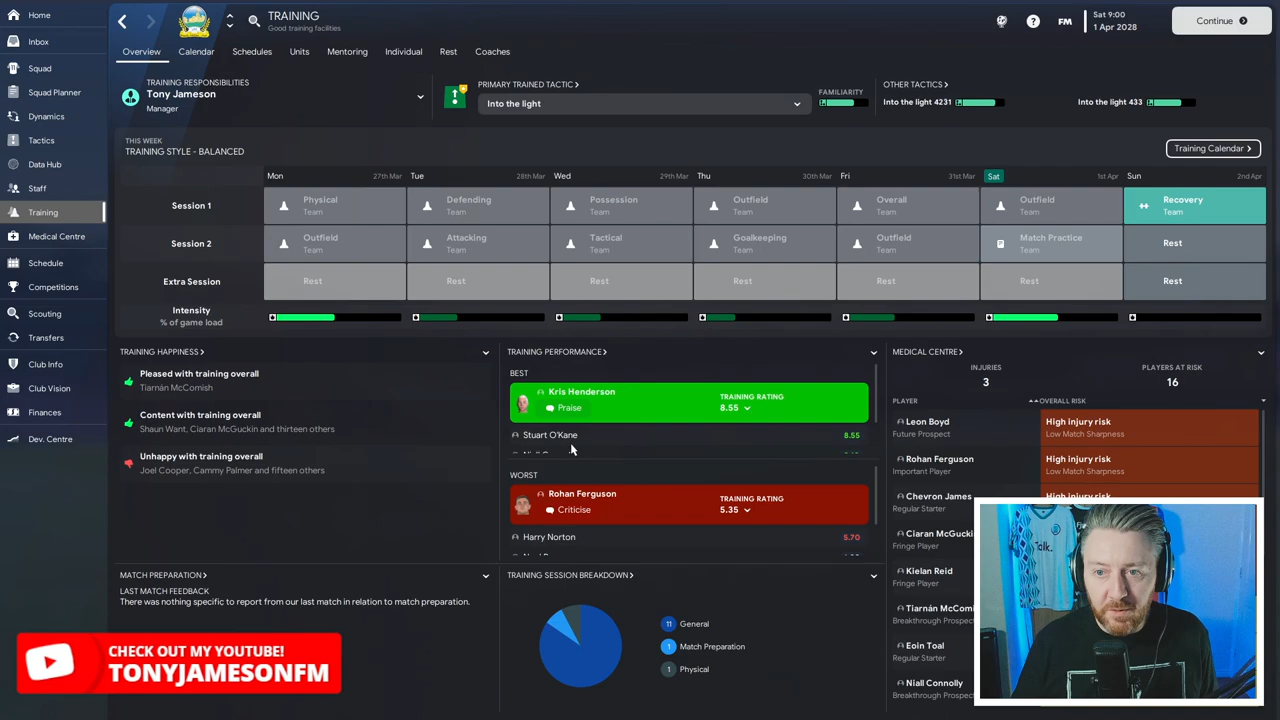 Home
Inbox
Squad
Squad Planner
Dynamics
Tactics
Data Hub
Staff
Training
Medical Centre
Schedule
Competitions
Scouting
Transfers
Club Info
Club Vision
Finances
Dev. Centre
TRAINING
Good training facilities
FM
Sat 9:00
1 Apr 2028
Continue
Overview Calendar Schedules Units Mentoring Individual Rest Coaches
TRAINING RESPONSIBILITIES
Tony Jameson
Manager
PRIMARY TRAINED TACTIC
Into the light
FAMILIARITY
OTHER TACTICS
Into the light 4231
Into the light 433
THIS WEEK
TRAINING STYLE - BALANCED
Training Calendar
Mon 27th Mar Tue 28th Mar Wed 29th Mar Thu 30th Mar Fri 31st Mar Sat 1st Apr Sun 2nd Apr
Session 1
Physical Defending Possession Outfield Overall Outfield Recovery
Team Team Team Team Team Team Team
Session 2
Outfield Attacking Tactical Goalkeeping Outfield Match Practice Rest
Team Team Team Team Team Team
Extra Session
Rest Rest Rest Rest Rest Rest Rest
Intensity
% of game load
TRAINING HAPPINESS
Pleased with training overall
Tiarnán McComish
Content with training overall
Shaun Want, Ciaran McGuckin and thirteen others
Unhappy with training overall
Joel Cooper, Cammy Palmer and fifteen others
TRAINING PERFORMANCE
BEST
Kris Henderson
Praise
TRAINING RATING
8.55
Stuart O'Kane 8.55
WORST
Rohan Ferguson
Criticise
TRAINING RATING
5.35
Harry Norton 5.70
MEDICAL CENTRE
INJURIES
3
PLAYERS AT RISK
16
PLAYER OVERALL RISK
Leon Boyd
Future Prospect
High injury risk
Low Match Sharpness
Rohan Ferguson
Important Player
High injury risk
Low Match Sharpness
Chevron James
Regular Starter
High injury risk
Ciaran McGucki
Fringe Player
Kielan Reid
Fringe Player
Tiarnán McComi
Breakthrough Prospect
Eoin Toal
Regular Starter
Niall Connolly
Breakthrough Prospect
MATCH PREPARATION
LAST MATCH FEEDBACK
There was nothing specific to report from our last match in relation to match preparation.
TRAINING SESSION BREAKDOWN
11 General
1 Match Preparation
1 Physical
CHECK OUT MY YOUTUBE!
TONYJAMESONFM
Talk.